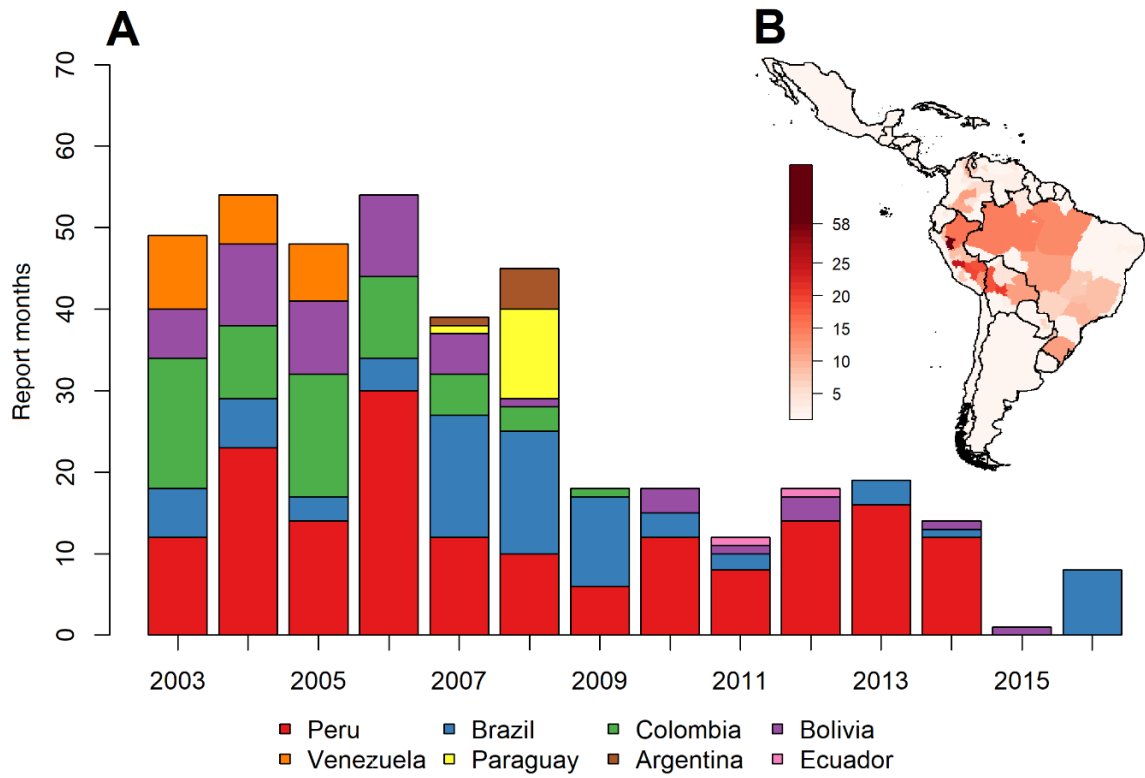 A
B
70
60
50
40
30
20
10
0
Report months
58
25
20
15
10
5
2003 2005 2007 2009 2011 2013 2015
Peru Brazil Colombia Bolivia
Venezuela Paraguay Argentina Ecuador